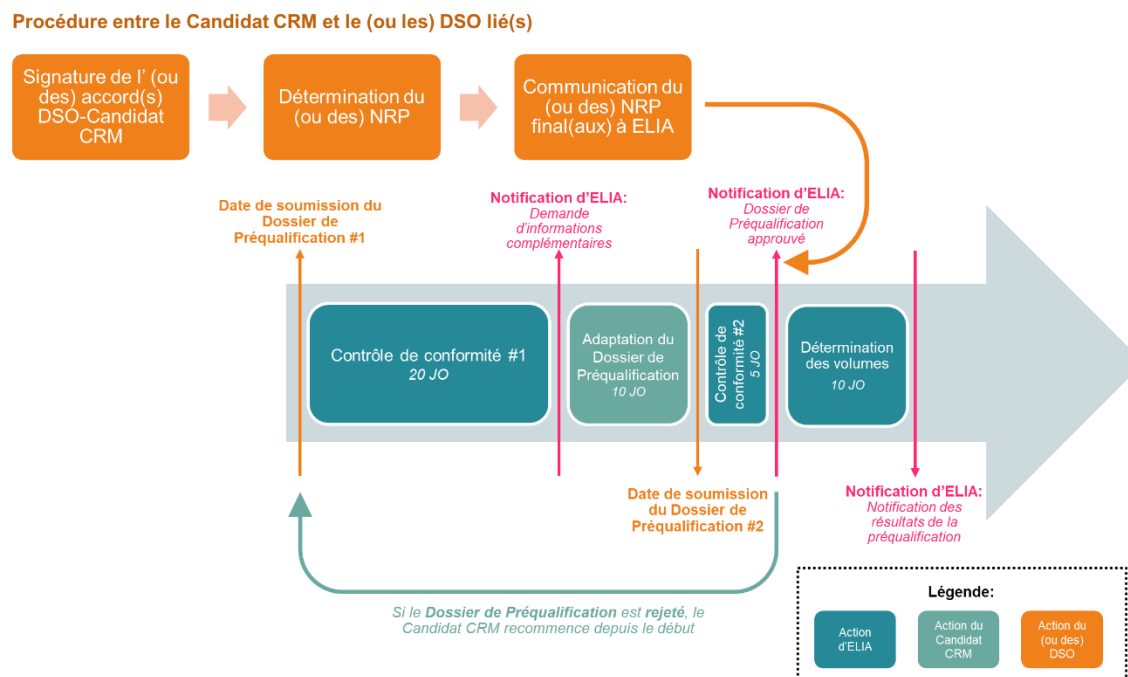 Procédure entre le Candidat CRM et le (ou les) DSO lié(s)
Signature de l' (ou
des) accord(s)
DSO-Candidat
CRM
Détermination du
(ou des) NRP
Communication du
(ou des) NRP
final(aux) à ELIA
Date de soumission du
Dossier de
Préqualification #1
Notification d'ELIA:
Demande
d'informations
complémentaires
Notification d'ELIA:
Dossier de
Préqualification
approuvé
Contrôle de conformité #1
20 JO
Adaptation du
Dossier de
Préqualification
10 JO
Contrôle de
conformité #2
5 JO
Détermination
des volumes
10 JO
Date de soumission
du Dossier de
Préqualification #2
Notification d'ELIA:
Notification des
résultats de la
préqualification
Si le Dossier de Préqualification est rejeté, le
Candidat CRM recommence depuis le début
Légende:
Action
d'ELIA
Action du
Candidat
CRM
Action du
(ou des)
DSO